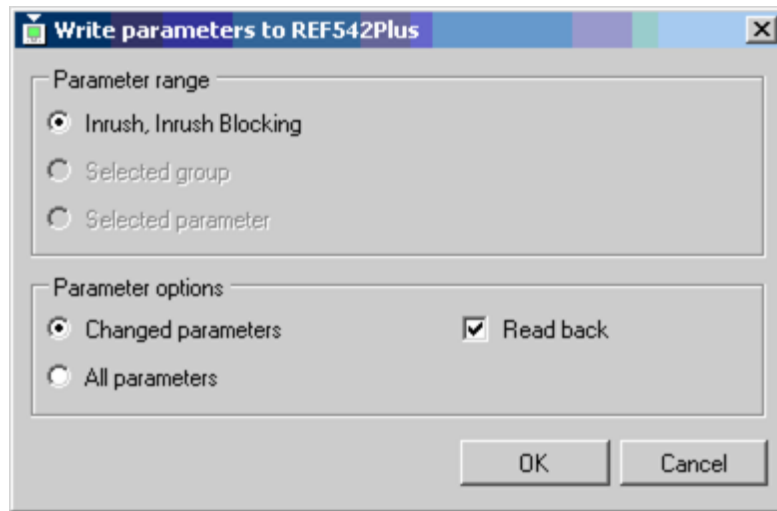 Write parameters to REF542Plus
Parameter range
Inrush, Inrush Blocking
Selected group
Selected parameter
Parameter options
Changed parameters Read back
All parameters
OK Cancel